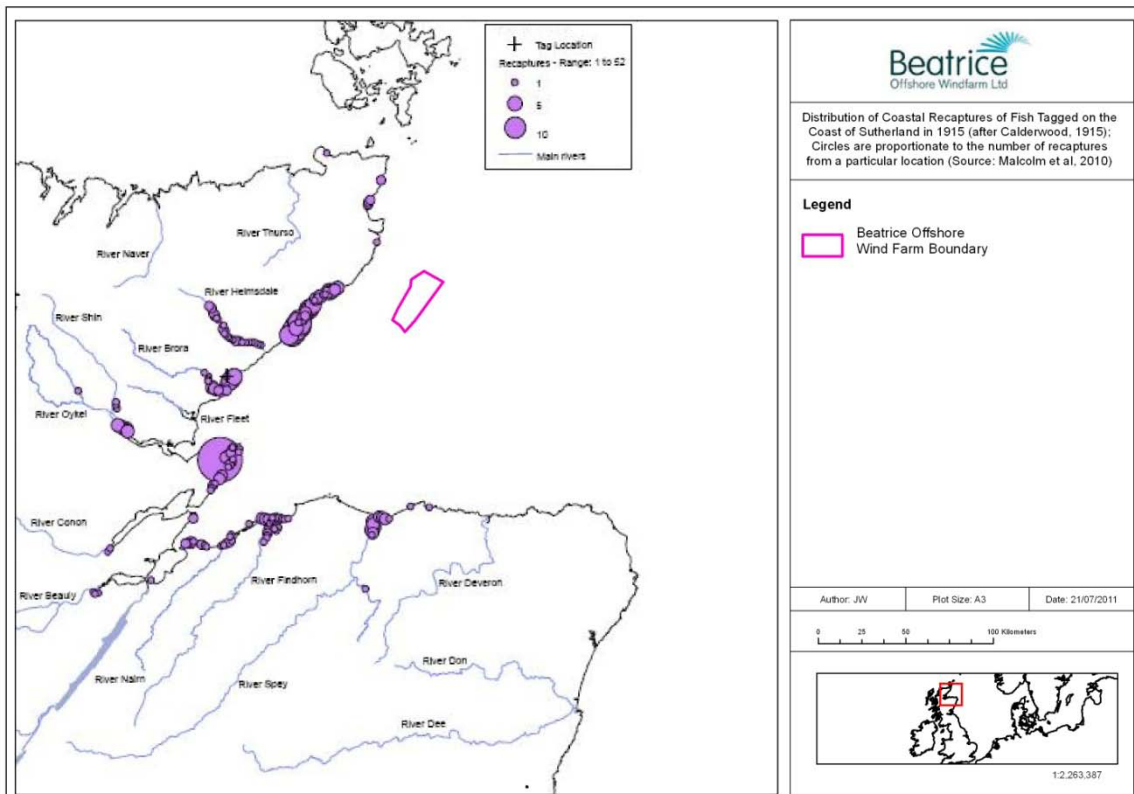 Tag Location
Recaptures - Range: 1 to 52
1
5
10
Main rivers
River Thurso
River Naver
River Helmsdale
River Shin
River Brora
River Oykel
River Fleet
River Conon
River Findhorn
River Beauly
River Deveron
River Nairn
River Don
River Spey
River Dee
Beatrice
Offshore Windfarm Ltd
Distribution of Coastal Recaptures of Fish Tagged on the
Coast of Sutherland in 1915 (after Calderwood, 1915);
Circles are proportionate to the number of recaptures
from a particular location (Source: Malcolm et al, 2010)
Legend
Beatrice Offshore
Wind Farm Boundary
Author: JW
Plot Size: A3
Date: 21/07/2011
0 25 50 100 Kilometers
1:2,263,387